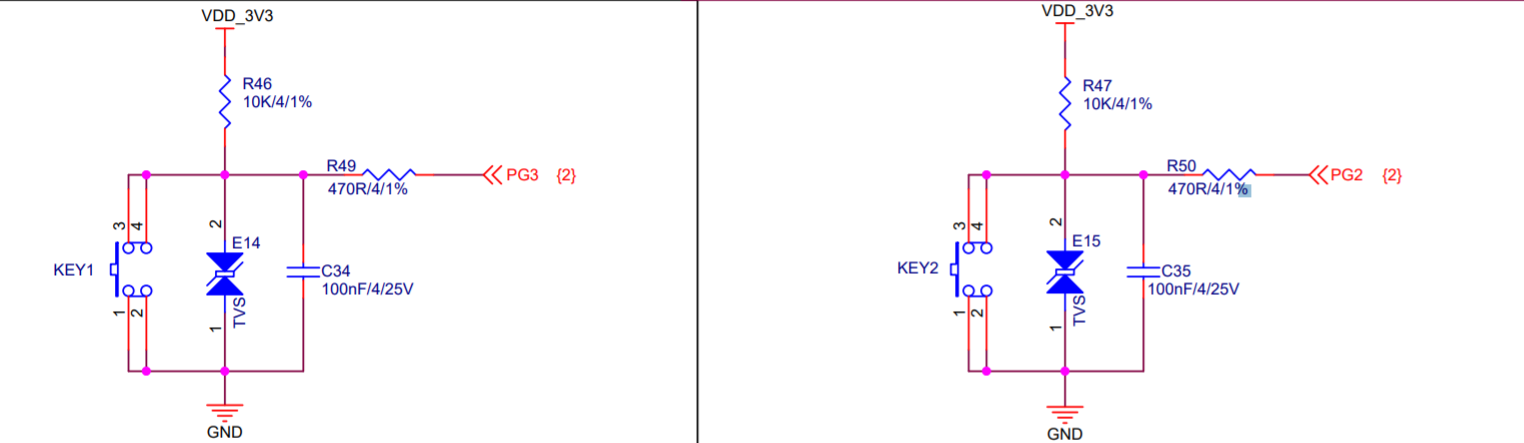 VDD_3V3
R46
10K/4/1%
R49
470R/4/1%
PG3 {2}
3
4
2
E14
KEY1
C34
100nF/4/25V
1
2
1
TVS
GND
VDD_3V3
R47
10K/4/1%
R50
470R/4/1%
PG2 {2}
3
4
2
E15
KEY2
C35
100nF/4/25V
1
2
1
TVS
GND